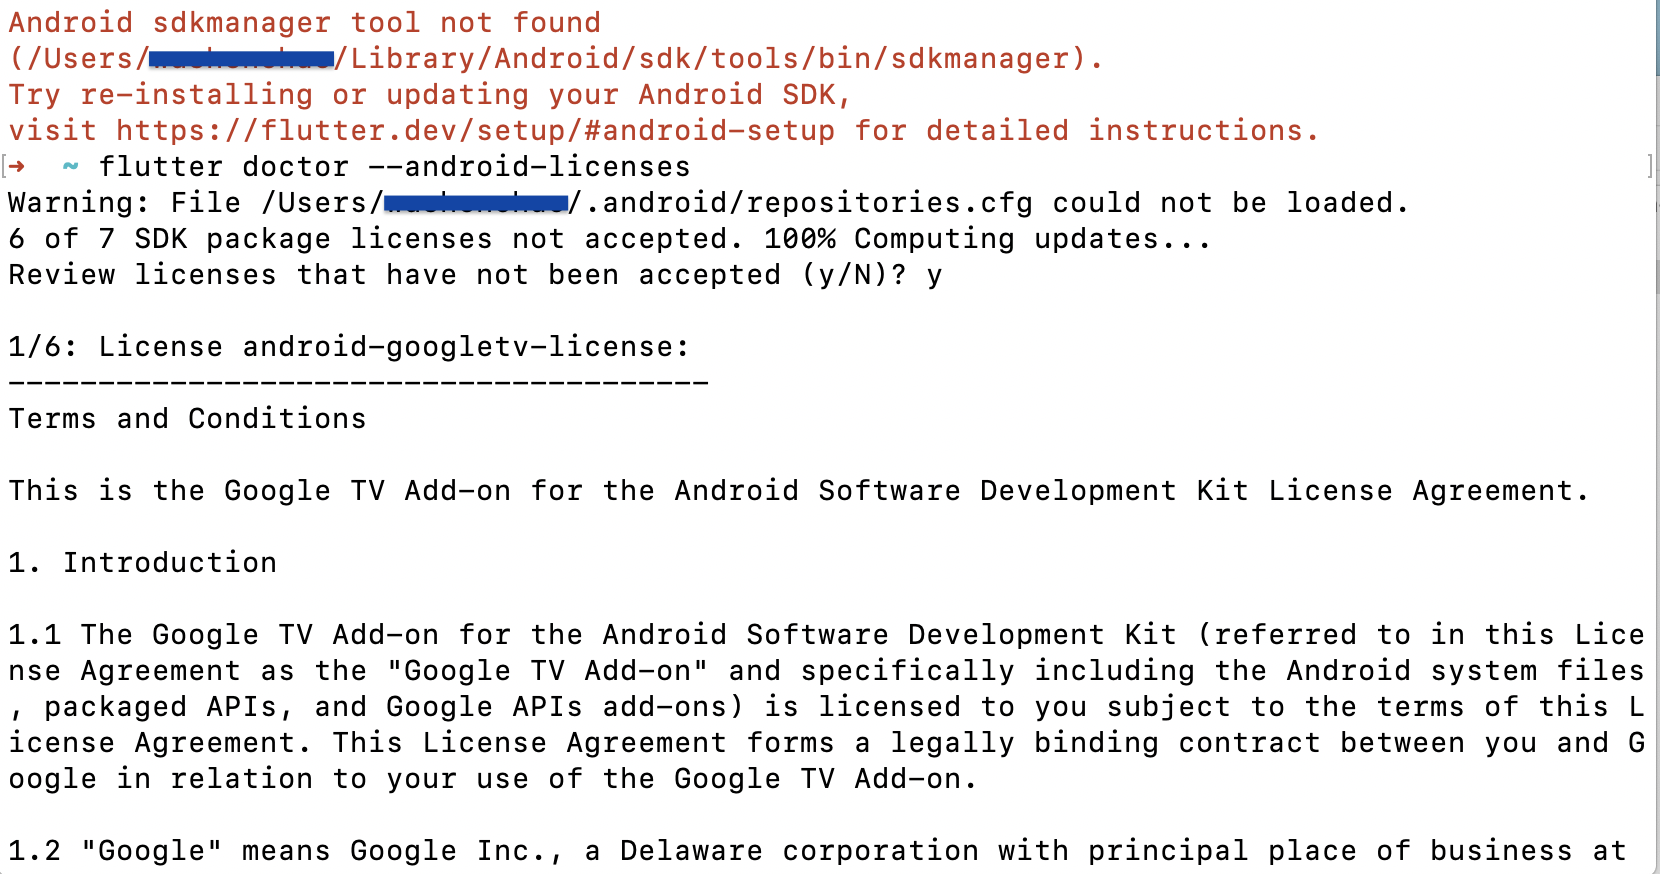 Android sdkmanager tool not found
(/Users/ /Library/Android/sdk/tools/bin/sdkmanager).
Try re-installing or updating your Android SDK,
visit https://flutter.dev/setup/#android-setup for detailed instructions.
[➜ ~ flutter doctor --android-licenses ]
Warning: File /Users/ /.android/repositories.cfg could not be loaded.
6 of 7 SDK package licenses not accepted. 100% Computing updates...
Review licenses that have not been accepted (y/N)? y
1/6: License android-googletv-license:
---------------------------------------
Terms and Conditions
This is the Google TV Add-on for the Android Software Development Kit License Agreement.
1. Introduction
1.1 The Google TV Add-on for the Android Software Development Kit (referred to in this Lice
nse Agreement as the "Google TV Add-on" and specifically including the Android system files
, packaged APIs, and Google APIs add-ons) is licensed to you subject to the terms of this L
icense Agreement. This License Agreement forms a legally binding contract between you and G
oogle in relation to your use of the Google TV Add-on.
1.2 "Google" means Google Inc., a Delaware corporation with principal place of business at